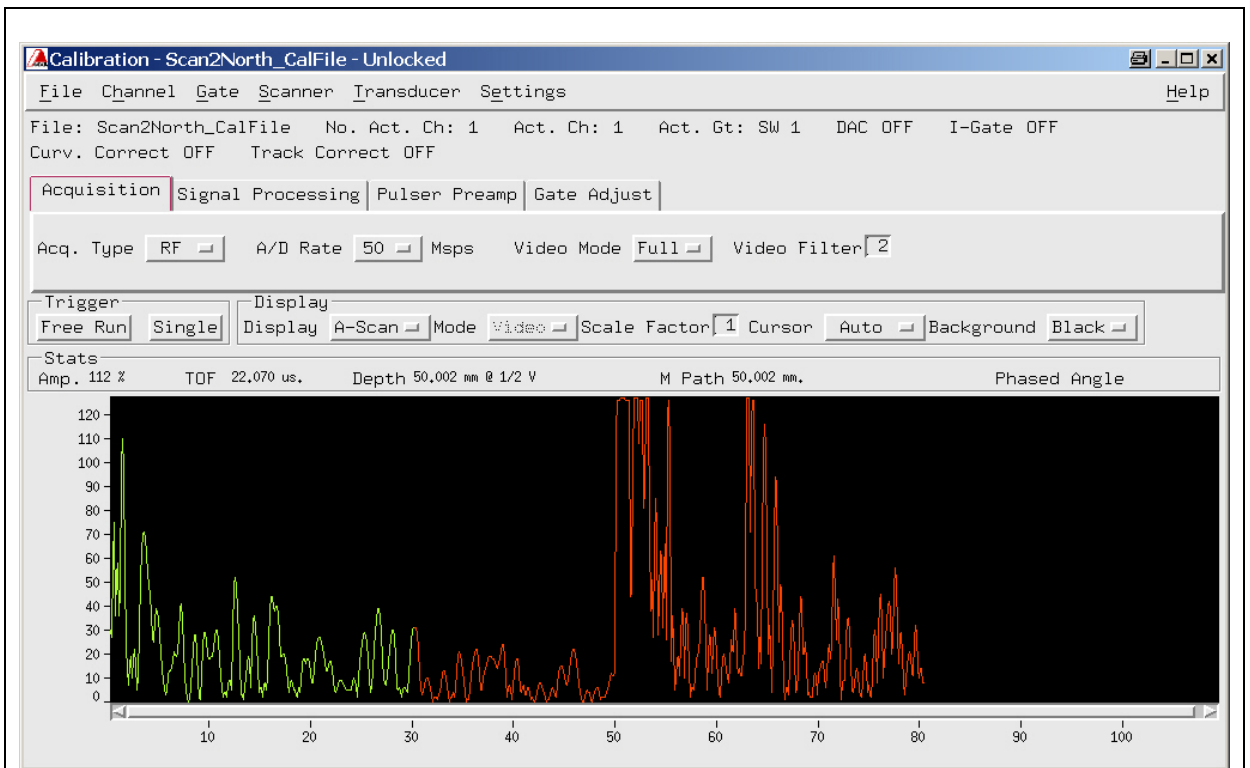 Calibration - Scan2North_CalFile - Unlocked
File Channel Gate Scanner Transducer Settings Help
File: Scan2North_CalFile No. Act. Ch: 1 Act. Ch: 1 Act. Gt: SW 1 DAC OFF I-Gate OFF
Curv. Correct OFF Track Correct OFF
Acquisition Signal Processing Pulser Preamp Gate Adjust
Acq. Type RF A/D Rate 50 Msps Video Mode Full Video Filter 2
Trigger Display
Free Run Single Display A-Scan Mode Video Scale Factor 1 Cursor Auto Background Black
Stats
Amp. 112 % TOF 22.070 us. Depth 50.002 mm @ 1/2 V M Path 50.002 mm. Phased Angle
120
110
100
90
80
70
60
50
40
30
20
10
0
10 20 30 40 50 60 70 80 90 100